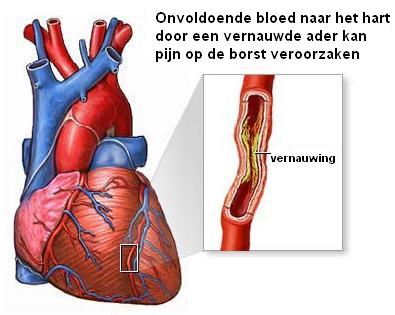 Onvoldoende bloed naar het hart
door een vernauwde ader kan
pijn op de borst veroorzaken
vernauwing